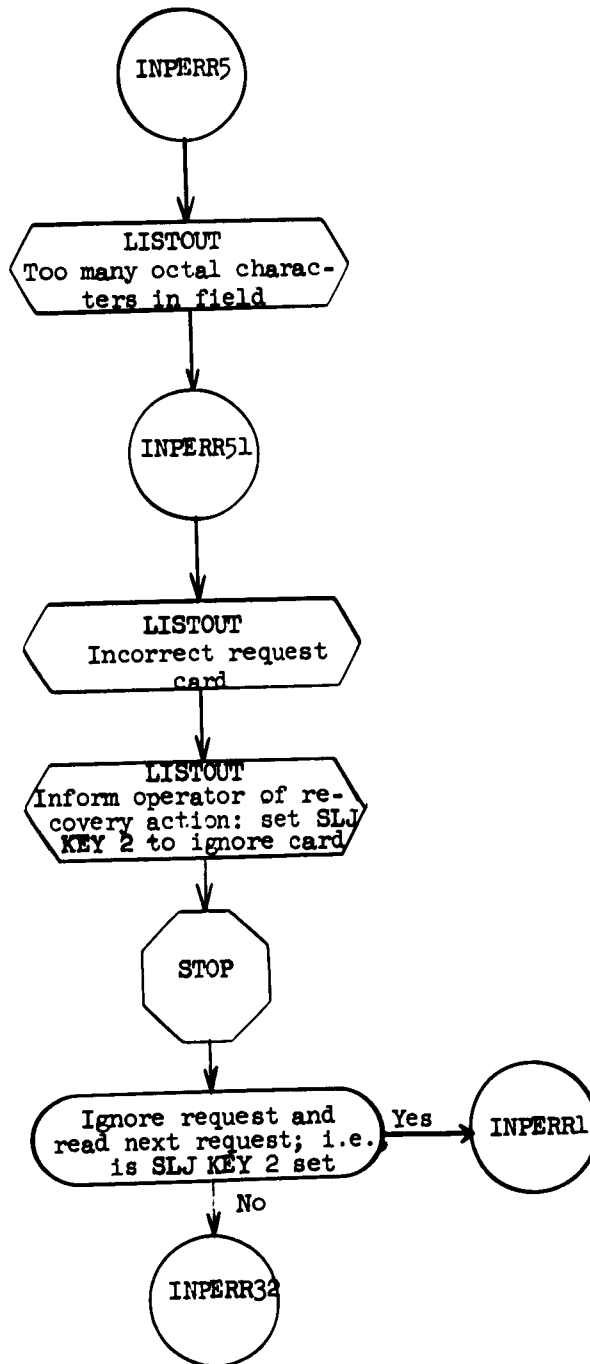 INPERR5
LISTOUT
Too many octal charac-
ters in field
INPERR51
LISTOUT
Incorrect request
card
LISTOUT
Inform operator of re-
covery action: set SLJ
KEY 2 to ignore card
STOP
Ignore request and
read next request; i.e.,
is SLJ KEY 2 set
Yes
INPERR1
No
INPERR32